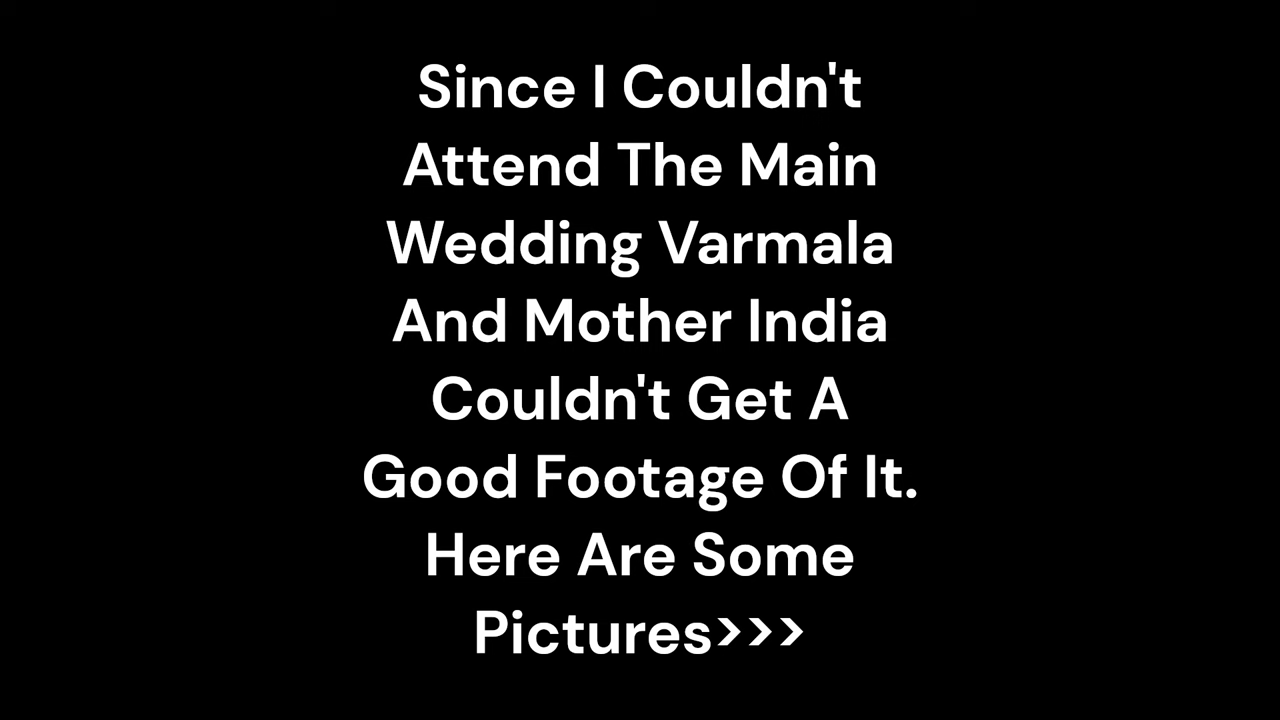 Since I Couldn't
Attend The Main
Wedding Varmala
And Mother India
Couldn't Get A
Good Footage Of It.
Here Are Some
Pictures>>>